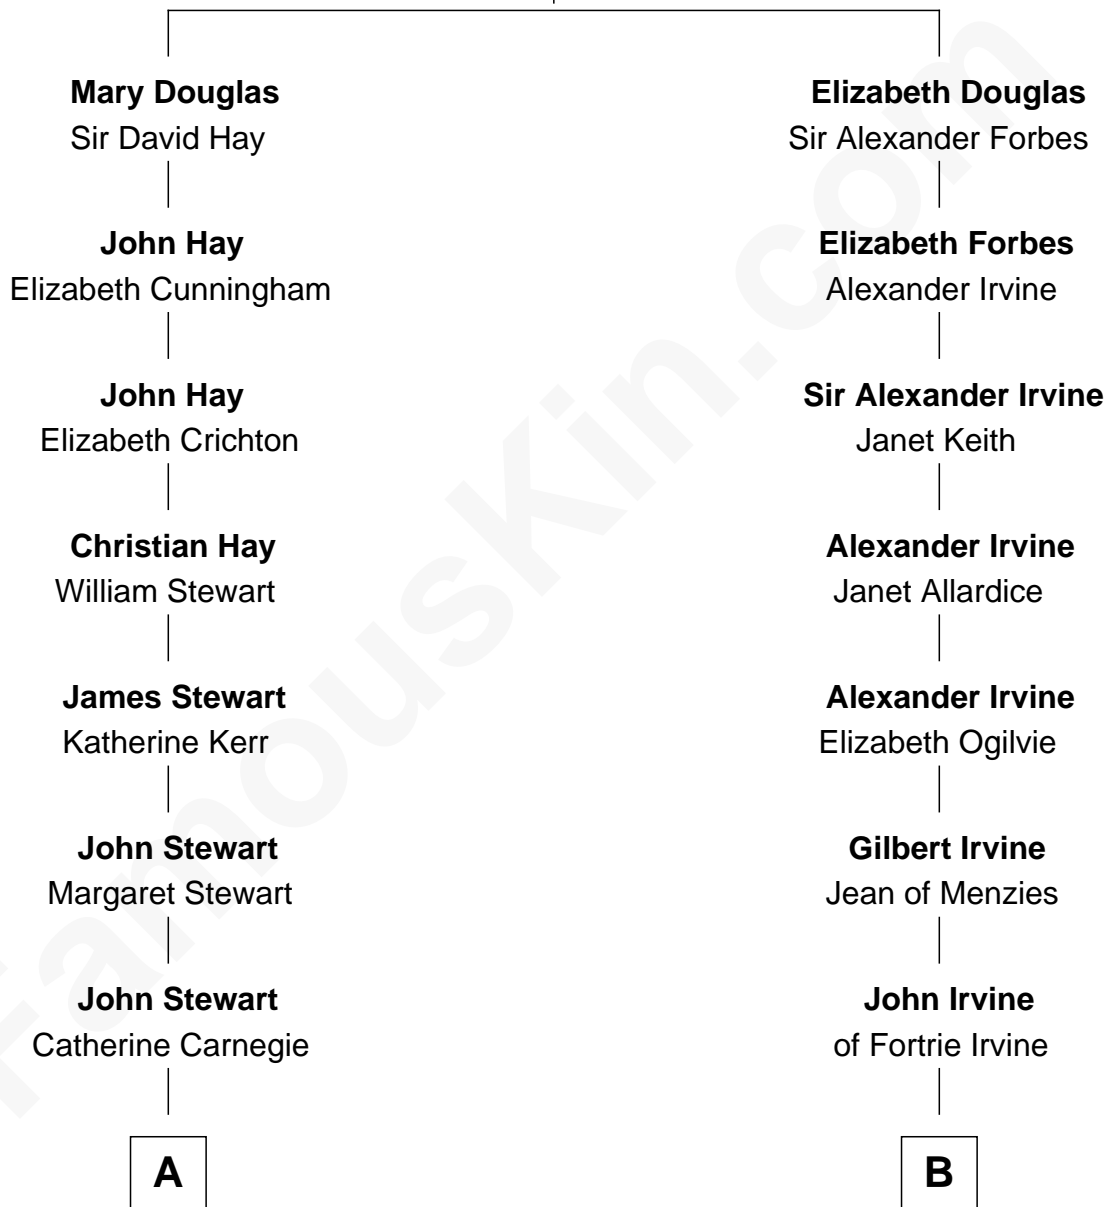 Mary Douglas
Sir David Hay
John Hay
Elizabeth Cunningham
John Hay
Elizabeth Crichton
Christian Hay
William Stewart
James Stewart
Katherine Kerr
John Stewart
Margaret Stewart
John Stewart
Catherine Carnegie
A
Elizabeth Douglas
Sir Alexander Forbes
Elizabeth Forbes
Alexander Irvine
Sir Alexander Irvine
Janet Keith
Alexander Irvine
Janet Allardice
Alexander Irvine
Elizabeth Ogilvie
Gilbert Irvine
Jean of Menzies
John Irvine
of Fortrie Irvine
B
FamousKin.com